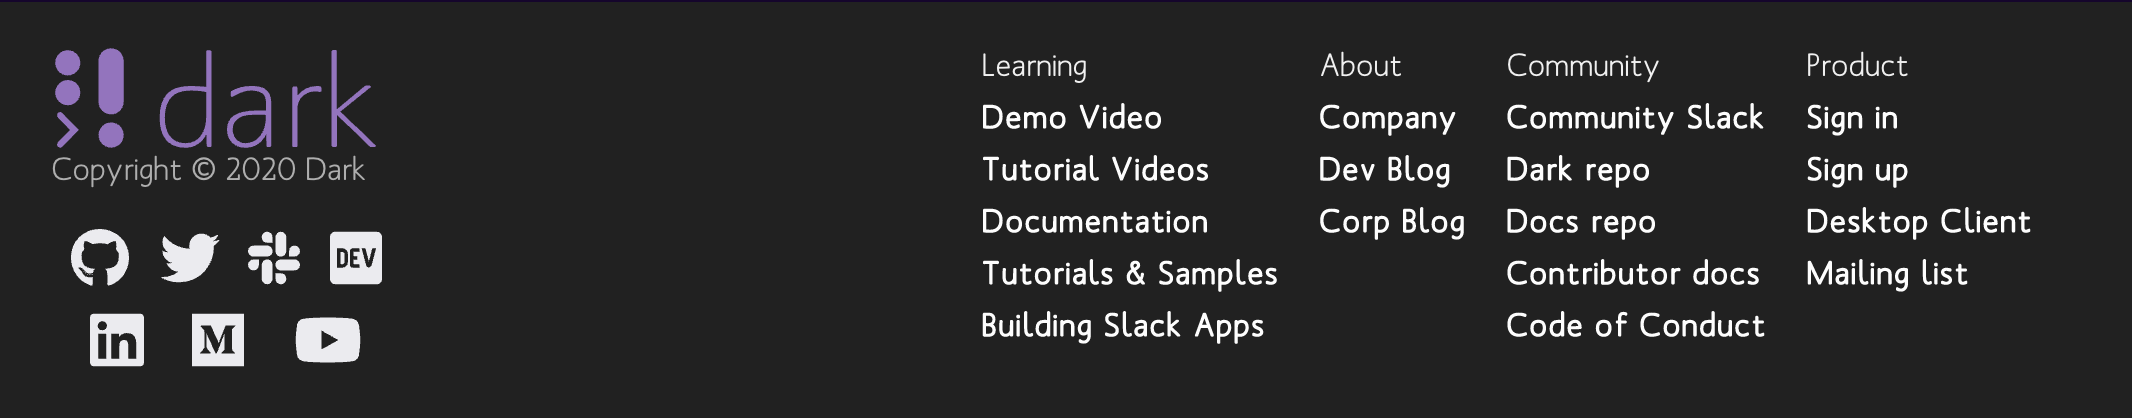 dark
Copyright © 2020 Dark
DEV
in
M
Learning
Demo Video
Tutorial Videos
Documentation
Tutorials & Samples
Building Slack Apps
About
Company
Dev Blog
Corp Blog
Community
Community Slack
Dark repo
Docs repo
Contributor docs
Code of Conduct
Product
Sign in
Sign up
Desktop Client
Mailing list